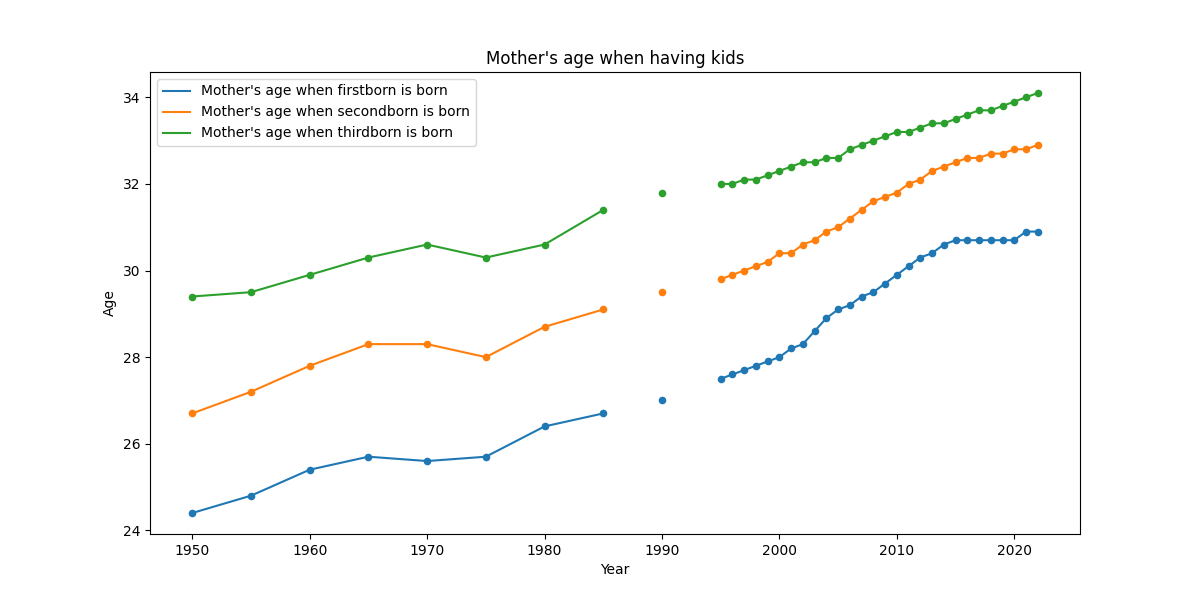 Mother's age when having kids
Mother's age when firstborn is born
Mother's age when secondborn is born
Mother's age when thirdborn is born
34
32
30
28
26
24
Age
1950 1960 1970 1980 1990 2000 2010 2020
Year